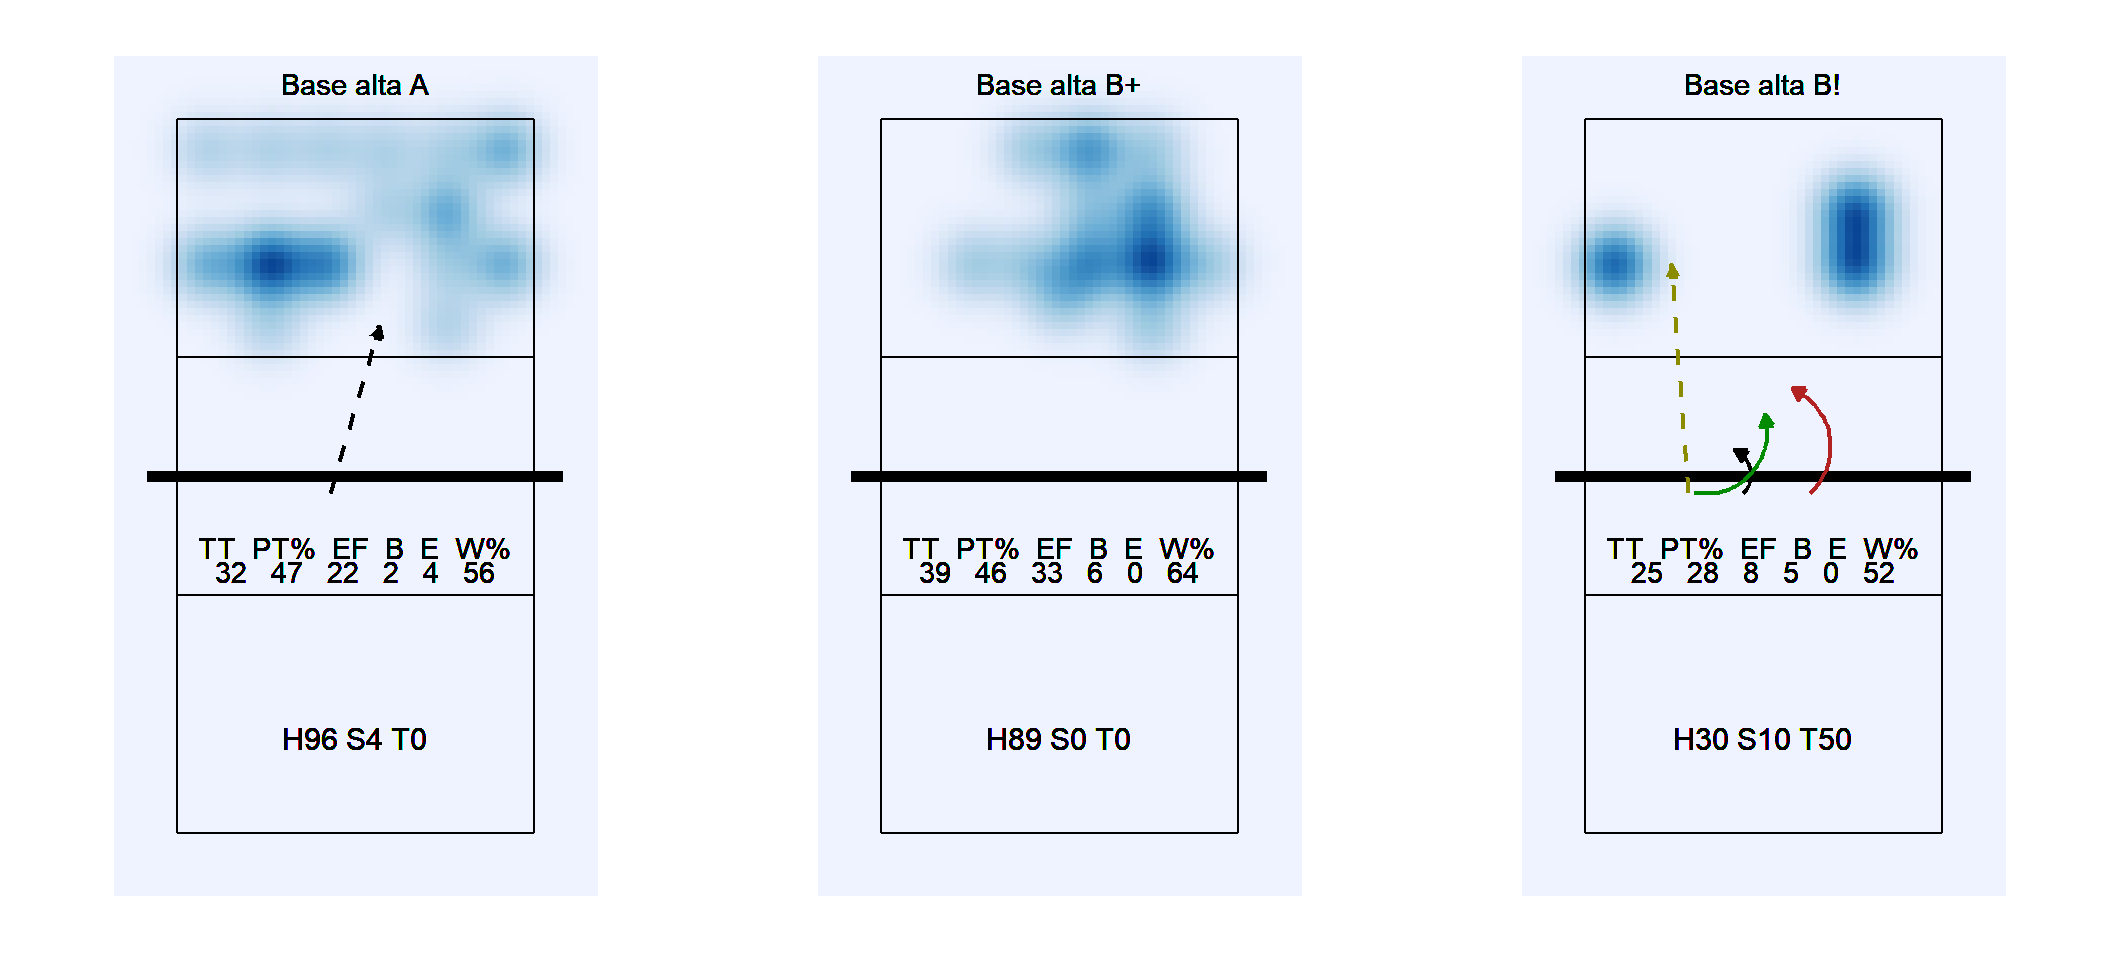 Base alta A
TT PT% EF B E W%
32 47 22 2 4 56
H96 S4 T0
Base alta B+
TT PT% EF B E W%
39 46 33 6 0 64
H89 S0 T0
Base alta B!
TT PT% EF B E W%
25 28 8 5 0 52
H30 S10 T50